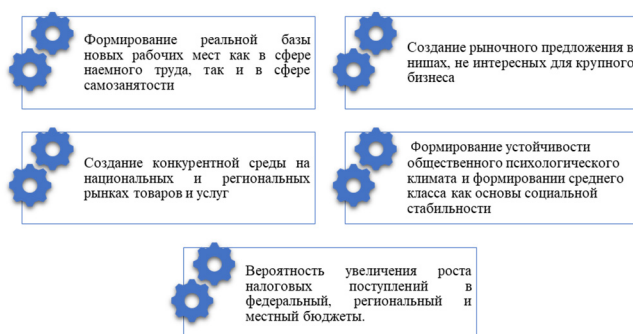 Формирование реальной базы
новых рабочих мест как в сфере
наемного труда, так и в сфере
самозанятости
Создание рыночного предложения в
нишах, не интересных для крупного
бизнеса
Создание конкурентной среды на
национальных и региональных
рынках товаров и услуг
Формирование устойчивости
общественного психологического
климата и формировании среднего
класса как основы социальной
стабильности
Вероятность увеличения роста
налоговых поступлений в
федеральный, региональный и
местный бюджеты.